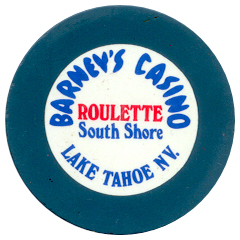 BARNEY'S CASINO
ROULETTE
South Shore
LAKE TAHOE NV.